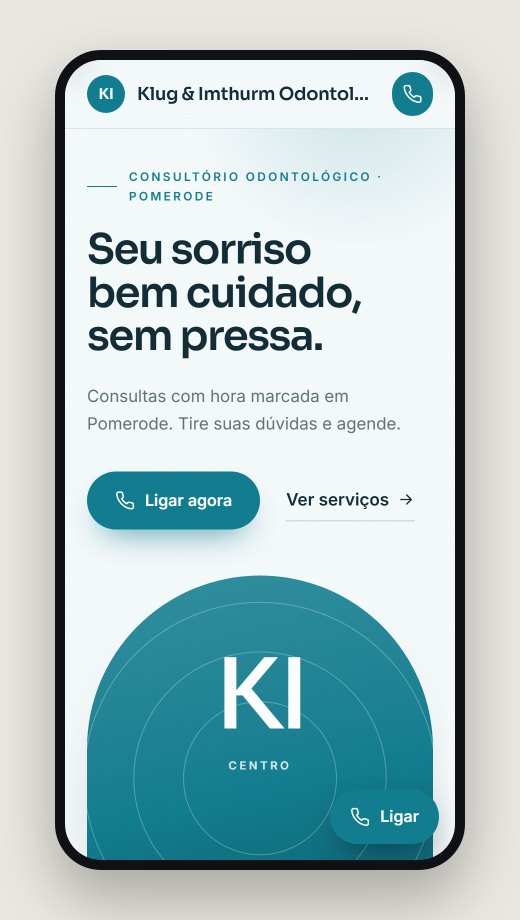 KI
Klug & Imthurm Odontol...
CONSULTÓRIO ODONTOLÓGICO ·
POMERODE
Seu sorriso
bem cuidado,
sem pressa.
Consultas com hora marcada em
Pomerode. Tire suas dúvidas e agende.
Ligar agora
Ver serviços →
KI
CENTRO
Ligar